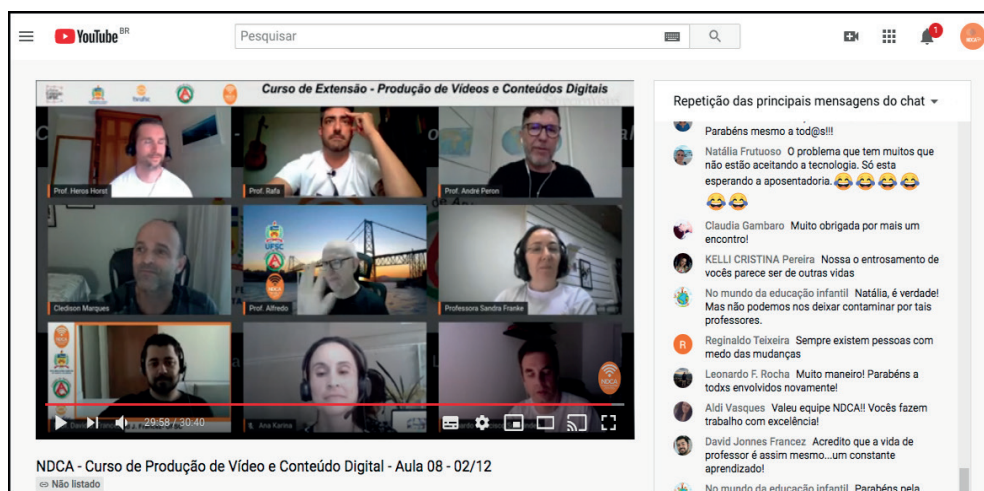 YouTube BR
Pesquisar
1
Curso de Extensão - Produção de Vídeos e Conteúdos Digitais
Prof. Heros Horst
Prof. Rafa
Prof. André Peron
UFSC
NDCA
Cledison Marques
Prof. Alfredo
Professora Sandra Franke
NDCA
Ana Karina
29:58 / 30:40
NDCA - Curso de Produção de Vídeo e Conteúdo Digital - Aula 08 - 02/12
Não listado
Repetição das principais mensagens do chat
Parabéns mesmo a tod@s!!!
Natália Frutuoso O problema que tem muitos que
não estão aceitando a tecnologia. Só esta
esperando a aposentadoria.
Claudia Gambaro Muito obrigada por mais um
encontro!
KELLI CRISTINA Pereira Nossa o entrosamento de
vocês parece ser de outras vidas
No mundo da educação infantil Natália, é verdade!
Mas não podemos nos deixar contaminar por tais
professores.
R
Reginaldo Teixeira Sempre existem pessoas com
medo das mudanças
Leonardo F. Rocha Muito maneiro! Parabéns a
todxs envolvidos novamente!
Aldi Vasques Valeu equipe NDCA!! Vocês fazem
trabalho com excelência!
David Jonnes Francez Acredito que a vida de
professor é assim mesmo...um constante
aprendizado!
No mundo da educação infantil Parabéns pela